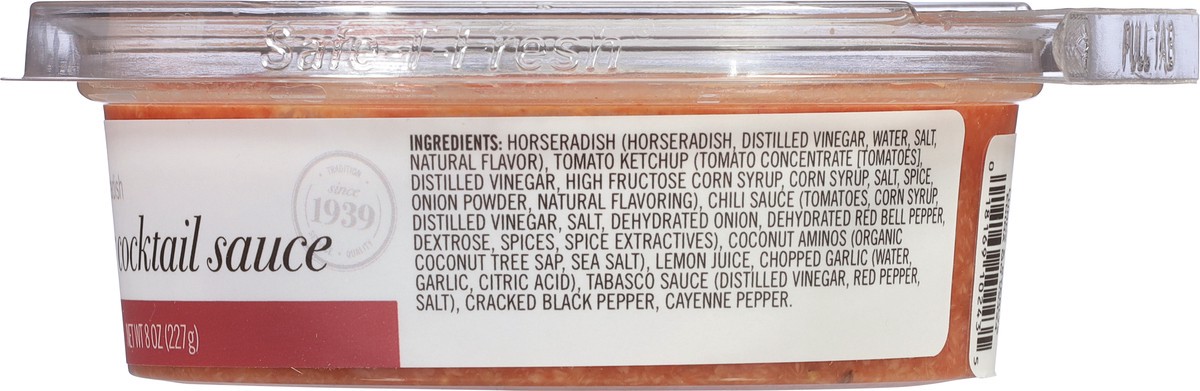 Safe-T-Fresh®
PULL TAB
INGREDIENTS: HORSERADISH (HORSERADISH, DISTILLED VINEGAR, WATER, SALT,
NATURAL FLAVOR), TOMATO KETCHUP (TOMATO CONCENTRATE [TOMATOES],
DISTILLED VINEGAR, HIGH FRUCTOSE CORN SYRUP, CORN SYRUP, SALT, SPICE,
ONION POWDER, NATURAL FLAVORING), CHILI SAUCE (TOMATOES, CORN SYRUP,
DISTILLED VINEGAR, SALT, DEHYDRATED ONION, DEHYDRATED RED BELL PEPPER,
DEXTROSE, SPICES, SPICE EXTRACTIVES), COCONUT AMINOS (ORGANIC
COCONUT TREE SAP, SEA SALT), LEMON JUICE, CHOPPED GARLIC (WATER,
GARLIC, CITRIC ACID), TABASCO SAUCE (DISTILLED VINEGAR, RED PEPPER,
SALT), CRACKED BLACK PEPPER, CAYENNE PEPPER.
TRADITION
since
1939
QUALITY
cocktail sauce
NET WT 8 OZ (227g)